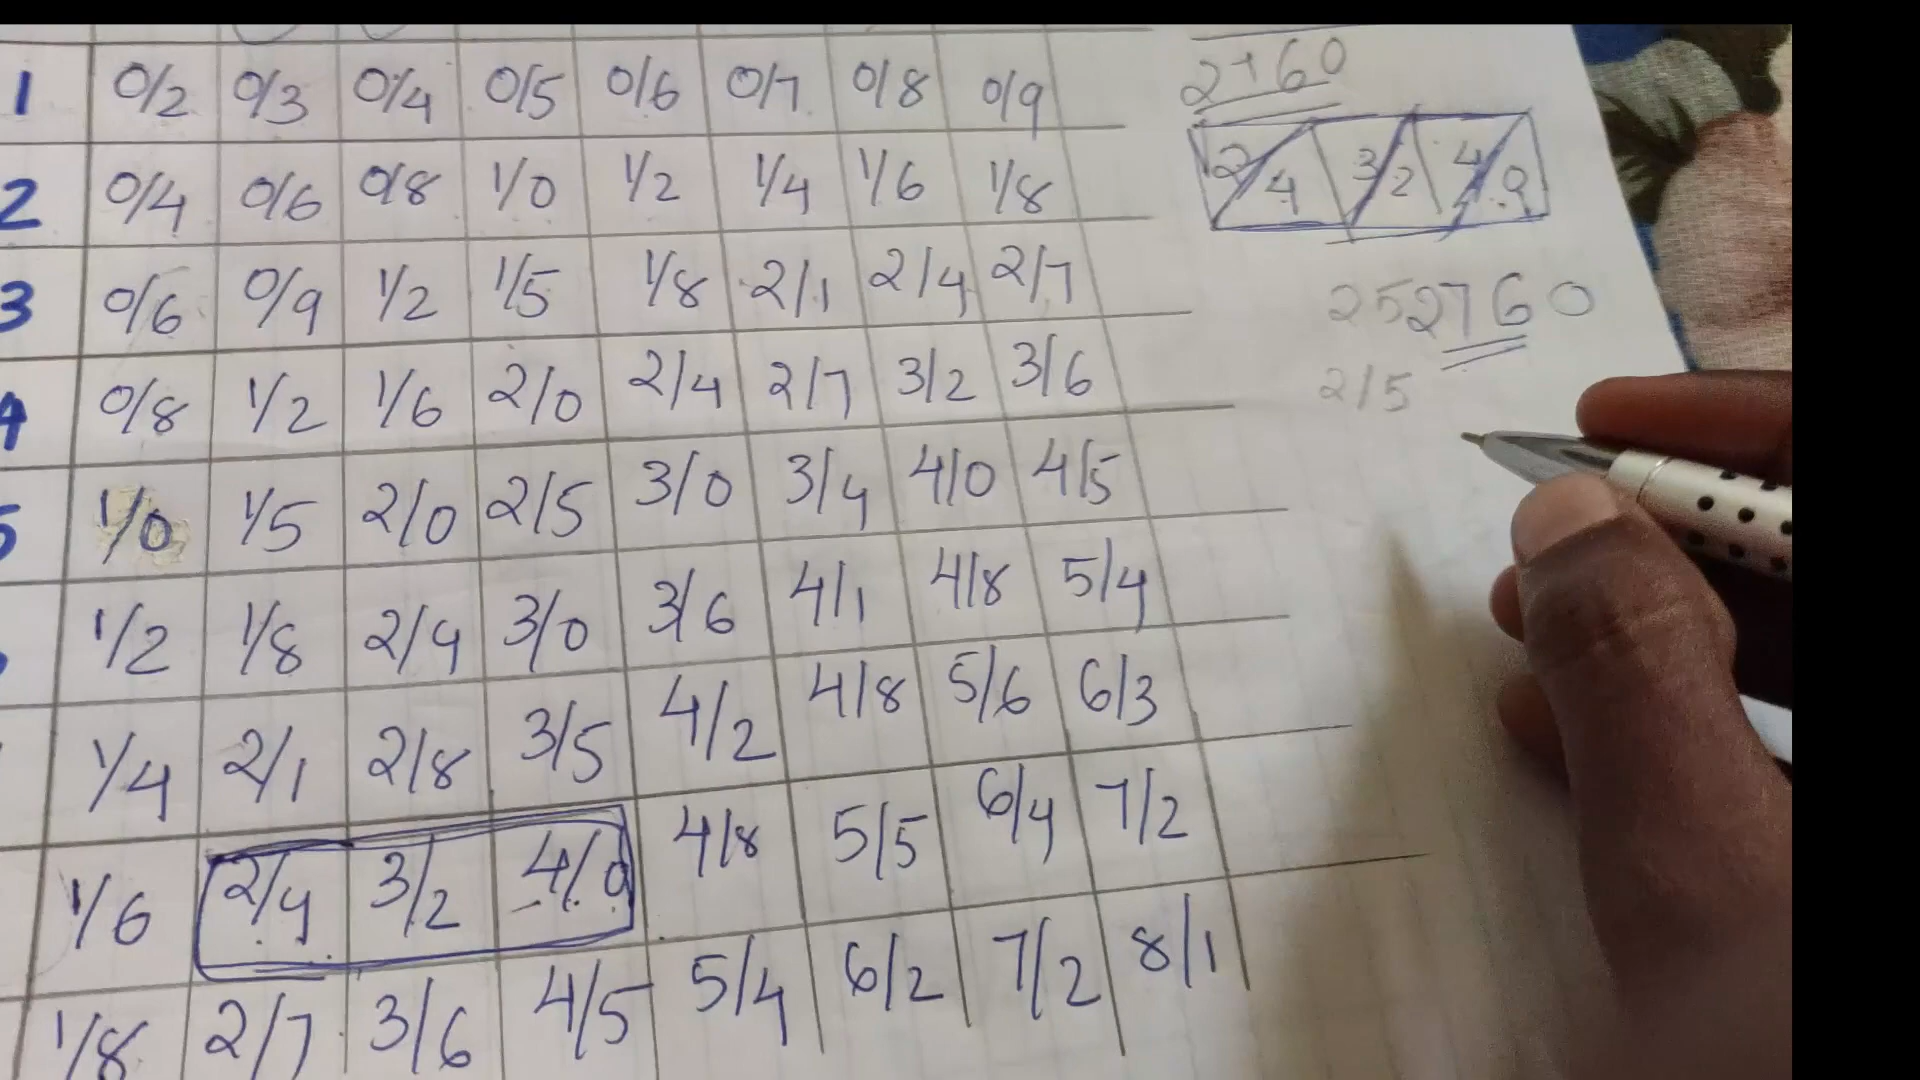 1 0/2 0/3 0/4 0/5 0/6 0/7 0/8 0/9
2 0/4 0/6 0/8 1/0 1/2 1/4 1/6 1/8
3 0/6 0/9 1/2 1/5 1/8 2/1 2/4 2/7
4 0/8 1/2 1/6 2/0 2/4 2/7 3/2 3/6
5 1/0 1/5 2/0 2/5 3/0 3/4 4/0 4/5
1/2 1/8 2/4 3/0 3/6 4/1 4/8 5/4
1/4 2/1 2/8 3/5 4/2 4/8 5/6 6/3
1/6 2/4 3/2 4/0 4/8 5/5 6/4 7/2
1/8 2/7 3/6 4/5 5/4 6/2 7/2 8/1
2760
2/4 3/2 4/0
252760
215